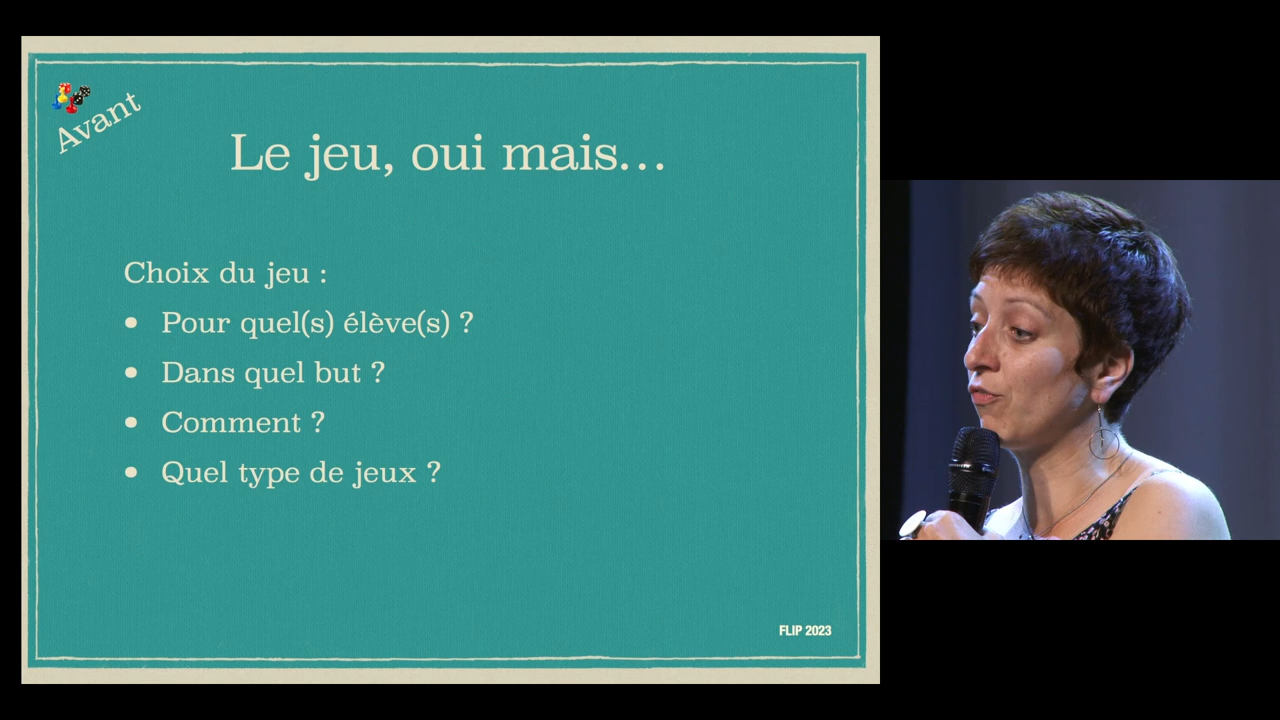 Avant
Le jeu, oui mais…
Choix du jeu :
• Pour quel(s) élève(s) ?
• Dans quel but ?
• Comment ?
• Quel type de jeux ?
FLIP 2023